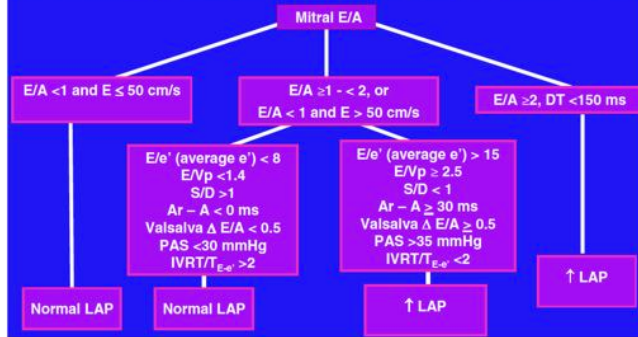 Mitral E/A
E/A <1 and E ≤ 50 cm/s
E/A ≥1 - < 2, or
E/A < 1 and E > 50 cm/s
E/A ≥2, DT <150 ms
E/e' (average e') < 8
E/Vp <1.4
S/D >1
Ar – A < 0 ms
Valsalva Δ E/A < 0.5
PAS <30 mmHg
IVRT/T E-e' >2
E/e' (average e') > 15
E/Vp ≥ 2.5
S/D < 1
Ar – A ≥ 30 ms
Valsalva Δ E/A ≥ 0.5
PAS >35 mmHg
IVRT/T E-e' <2
Normal LAP
Normal LAP
↑ LAP
↑ LAP